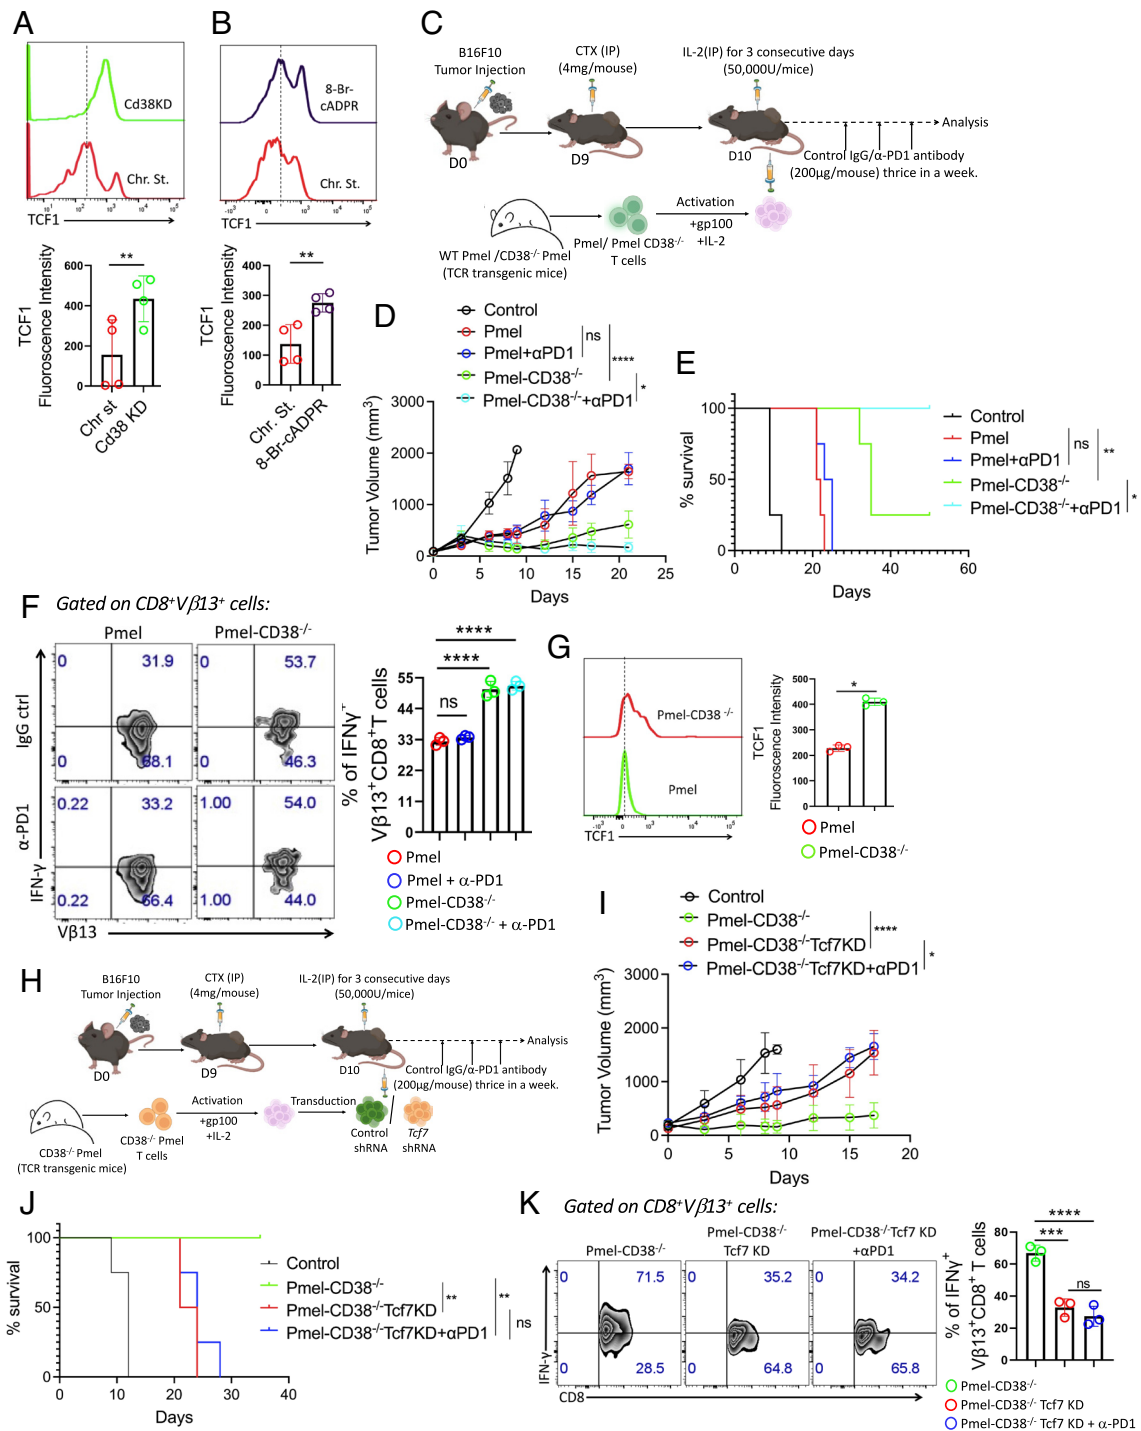 A
Cd38KD
Chr. St.
10¹ 10² 10³ 10⁴ 10⁵
TCF1
TCF1
Fluoroscence Intensity
600
400
200
0
**
Chr st
Cd38 KD
B
8-Br-
cADPR
Chr. St.
-10³ 0 10³ 10⁴ 10⁵
TCF1
TCF1
Fluoroscence Intensity
400
300
200
100
0
**
Chr. St.
8-Br-cADPR
C
B16F10
Tumor Injection
CTX (IP)
(4mg/mouse)
IL-2(IP) for 3 consecutive days
(50,000U/mice)
D0
D9
D10
Analysis
Control IgG/α-PD1 antibody
(200µg/mouse) thrice in a week.
WT Pmel /CD38⁻/⁻ Pmel
(TCR transgenic mice)
Pmel/ Pmel CD38⁻/⁻
T cells
Activation
+gp100
+IL-2
D
Control
Pmel
Pmel+αPD1
Pmel-CD38⁻/⁻
Pmel-CD38⁻/⁻+αPD1
ns
****
*
Tumor Volume (mm³)
3000
2000
1000
0
0 5 10 15 20 25
Days
E
% survival
100
50
0
0 20 40 60
Days
Control
Pmel
Pmel+αPD1
Pmel-CD38⁻/⁻
Pmel-CD38⁻/⁻+αPD1
ns
**
*
F
Gated on CD8⁺Vβ13⁺ cells:
Pmel
Pmel-CD38⁻/⁻
IgG ctrl
0 31.9
0 68.1
0 53.7
0 46.3
α-PD1
0.22 33.2
0.22 66.4
1.00 54.0
1.00 44.0
IFN-γ
Vβ13
% of IFNγ⁺
Vβ13⁺CD8⁺T cells
55
44
33
22
11
0
ns
****
****
Pmel
Pmel + α-PD1
Pmel-CD38⁻/⁻
Pmel-CD38⁻/⁻ + α-PD1
G
Pmel-CD38 ⁻/⁻
Pmel
-10³ 0 10³ 10⁴ 10⁵
TCF1
TCF1
Fluoroscence Intensity
500
400
300
200
100
0
*
Pmel
Pmel-CD38⁻/⁻
H
B16F10
Tumor Injection
CTX (IP)
(4mg/mouse)
IL-2(IP) for 3 consecutive days
(50,000U/mice)
D0
D9
D10
Analysis
Control IgG/α-PD1 antibody
(200µg/mouse) thrice in a week.
CD38⁻/⁻ Pmel
(TCR transgenic mice)
CD38⁻/⁻ Pmel
T cells
Activation
+gp100
+IL-2
Transduction
Control
shRNA
/
Tcf7
shRNA
I
Control
Pmel-CD38⁻/⁻
Pmel-CD38⁻/⁻Tcf7KD
Pmel-CD38⁻/⁻Tcf7KD+αPD1
****
*
Tumor Volume (mm³)
3000
2000
1000
0
0 5 10 15 20
Days
J
% survival
100
50
0
0 10 20 30 40
Days
Control
Pmel-CD38⁻/⁻
Pmel-CD38⁻/⁻Tcf7KD
Pmel-CD38⁻/⁻Tcf7KD+αPD1
**
**
ns
K
Gated on CD8⁺Vβ13⁺ cells:
Pmel-CD38⁻/⁻
Pmel-CD38⁻/⁻
Tcf7 KD
Pmel-CD38⁻/⁻Tcf7 KD
+αPD1
0 71.5
0 28.5
0 35.2
0 64.8
0 34.2
0 65.8
IFN-γ
CD8
% of IFNγ⁺
Vβ13⁺CD8⁺ T cells
80
60
40
20
0
****
***
ns
Pmel-CD38⁻/⁻
Pmel-CD38⁻/⁻ Tcf7 KD
Pmel-CD38⁻/⁻ Tcf7 KD + α-PD1